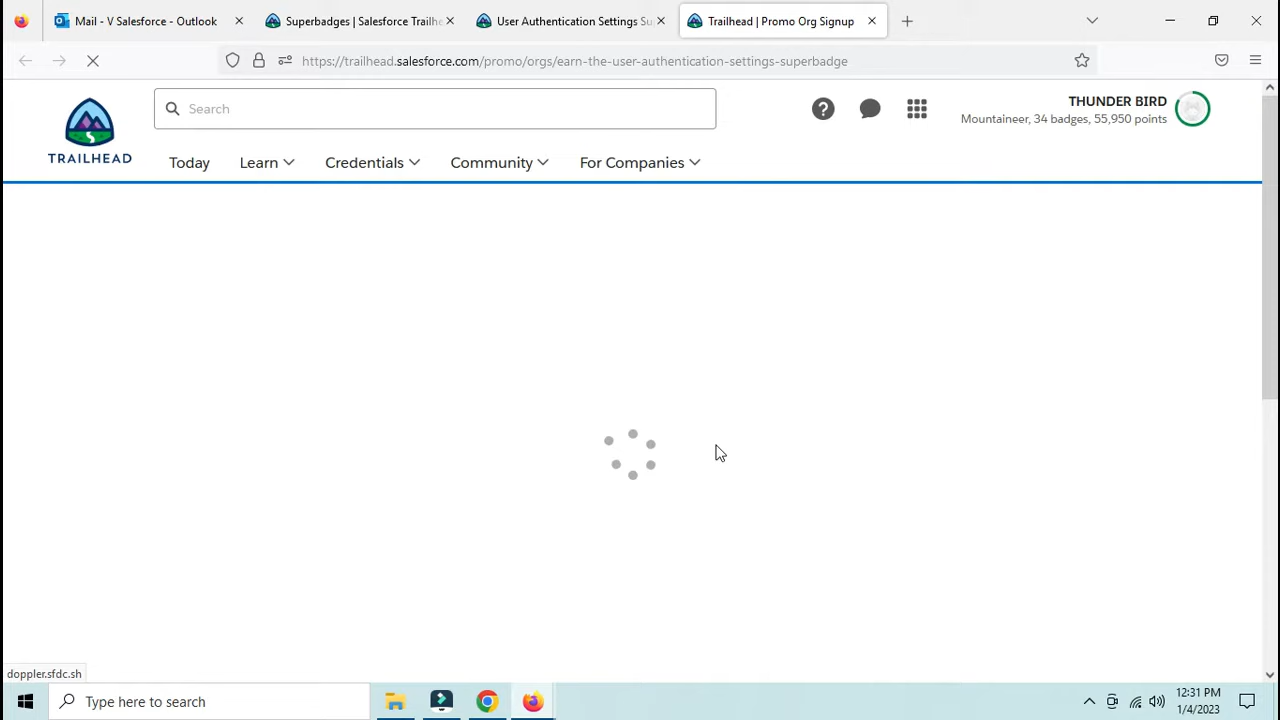 Mail - V Salesforce - Outlook
Superbadges | Salesforce Trailhe
User Authentication Settings Su
Trailhead | Promo Org Signup
https://trailhead.salesforce.com/promo/orgs/earn-the-user-authentication-settings-superbadge
TRAILHEAD
Search
?
THUNDER BIRD
Mountaineer, 34 badges, 55,950 points
Today
Learn
Credentials
Community
For Companies
doppler.sfdc.sh
Type here to search
12:31 PM
1/4/2023